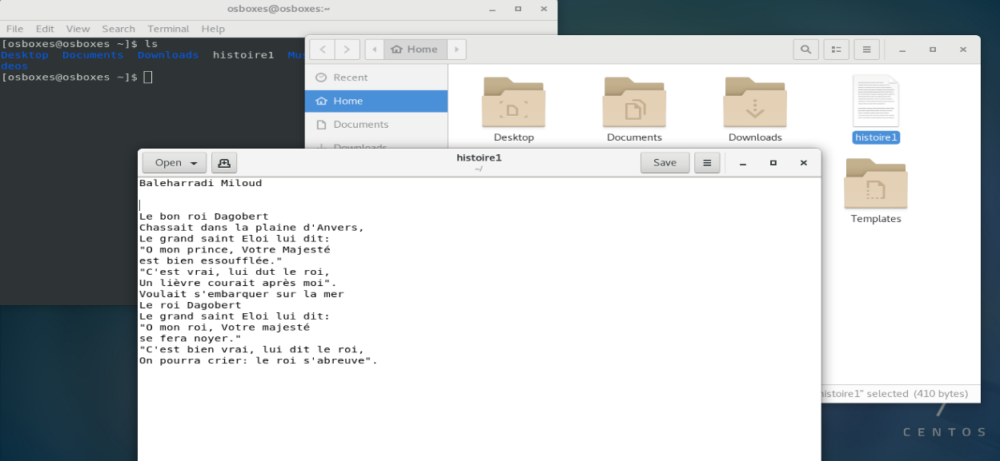 osboxes@osboxes:~
File Edit View Search Terminal Help
[osboxes@osboxes ~]$ ls
Desktop Documents Downloads histoire1
deos
[osboxes@osboxes ~]$
Home
Recent
Home
Documents
Downloads
Desktop
Documents
Downloads
histoire1
Templates
histoire1" selected (410 bytes)
Open
histoire1
~/
Save
Baleharradi Miloud
Le bon roi Dagobert
Chassait dans la plaine d'Anvers,
Le grand saint Eloi lui dit:
"O mon prince, Votre Majesté
est bien essoufflée."
"C'est vrai, lui dut le roi,
Un lièvre courait après moi".
Voulait s'embarquer sur la mer
Le roi Dagobert
Le grand saint Eloi lui dit:
"O mon roi, Votre majesté
se fera noyer."
"C'est bien vrai, lui dit le roi,
On pourra crier: le roi s'abreuve".
7
CENTOS